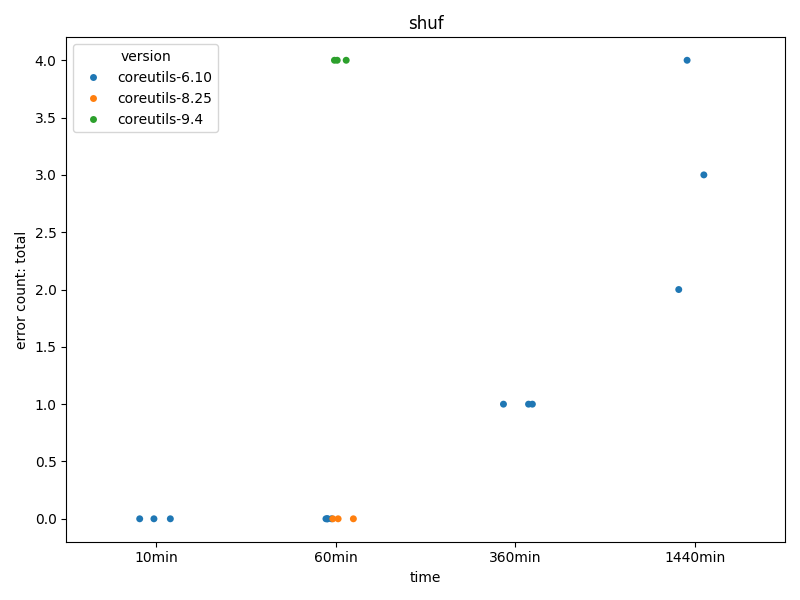 shuf
version
coreutils-6.10
coreutils-8.25
coreutils-9.4
error count: total
4.0
3.5
3.0
2.5
2.0
1.5
1.0
0.5
0.0
10min
60min
360min
1440min
time